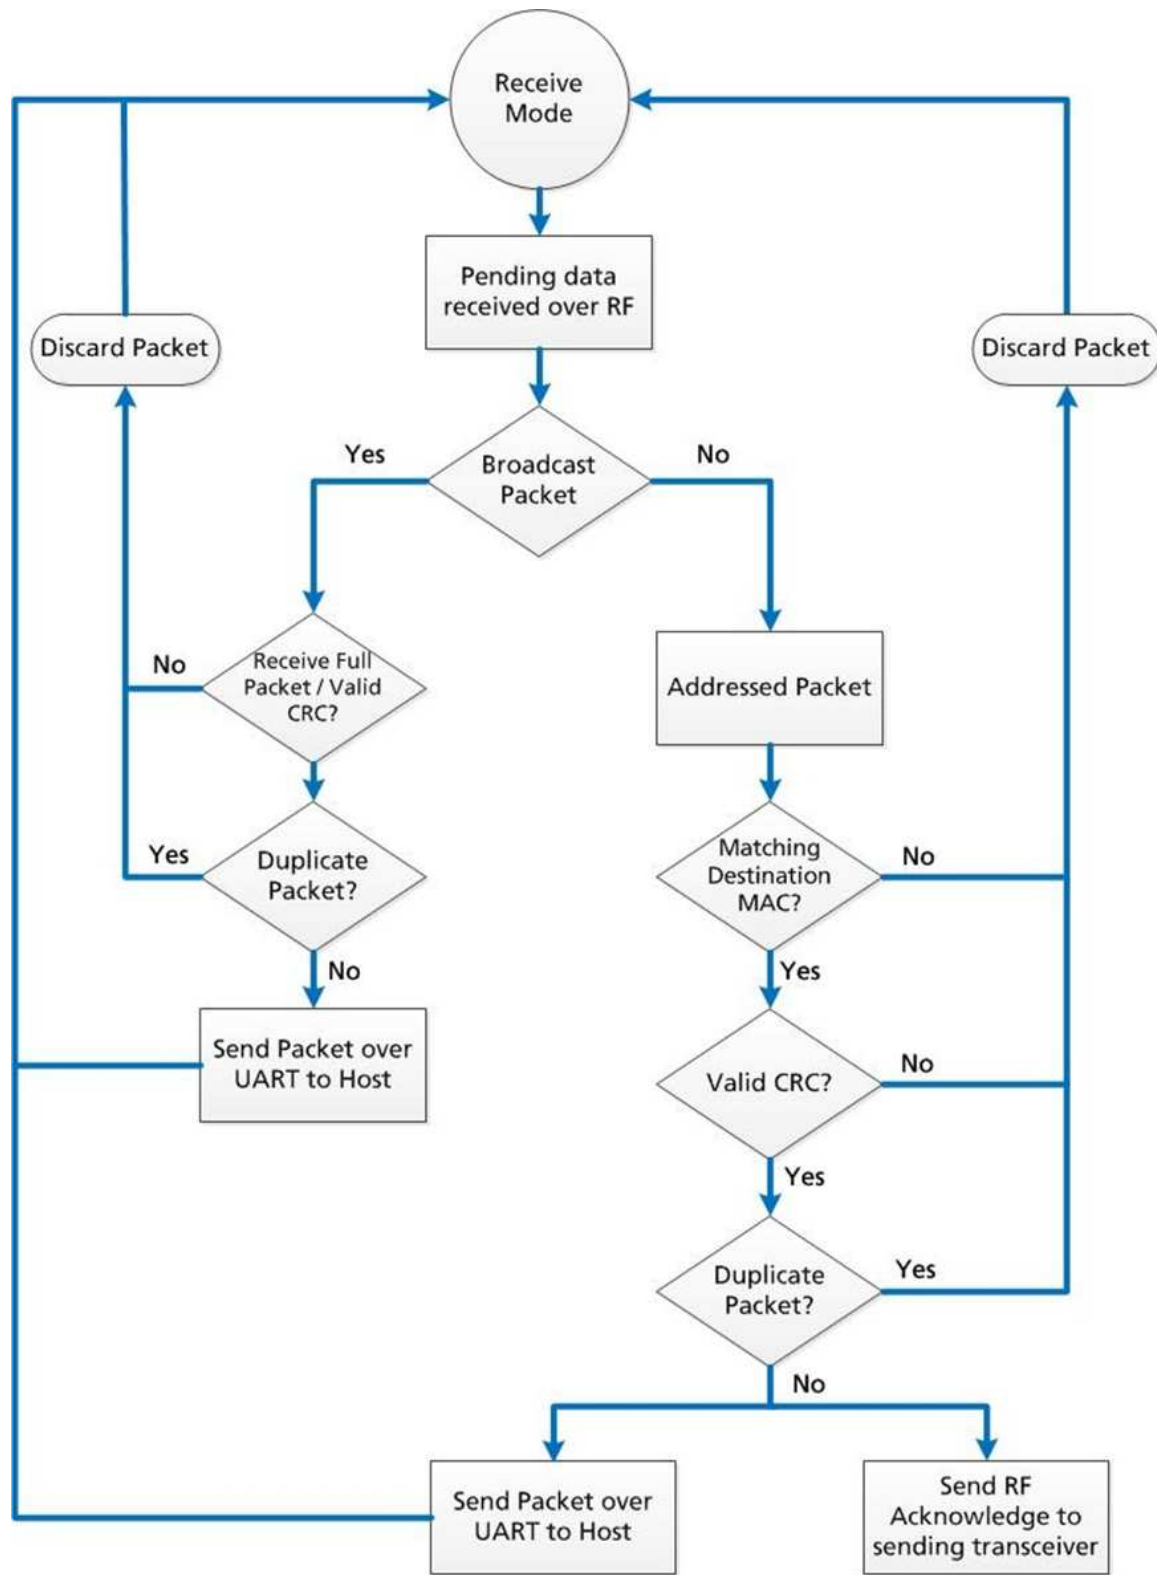 Receive
Mode
Pending data
received over RF
Discard Packet
Discard Packet
Yes
Broadcast
Packet
No
No
Receive Full
Packet / Valid
CRC?
Addressed Packet
Yes
Duplicate
Packet?
Matching
Destination
MAC?
No
No
Yes
Send Packet over
UART to Host
Valid CRC?
No
Yes
Duplicate
Packet?
Yes
No
Send Packet over
UART to Host
Send RF
Acknowledge to
sending transceiver